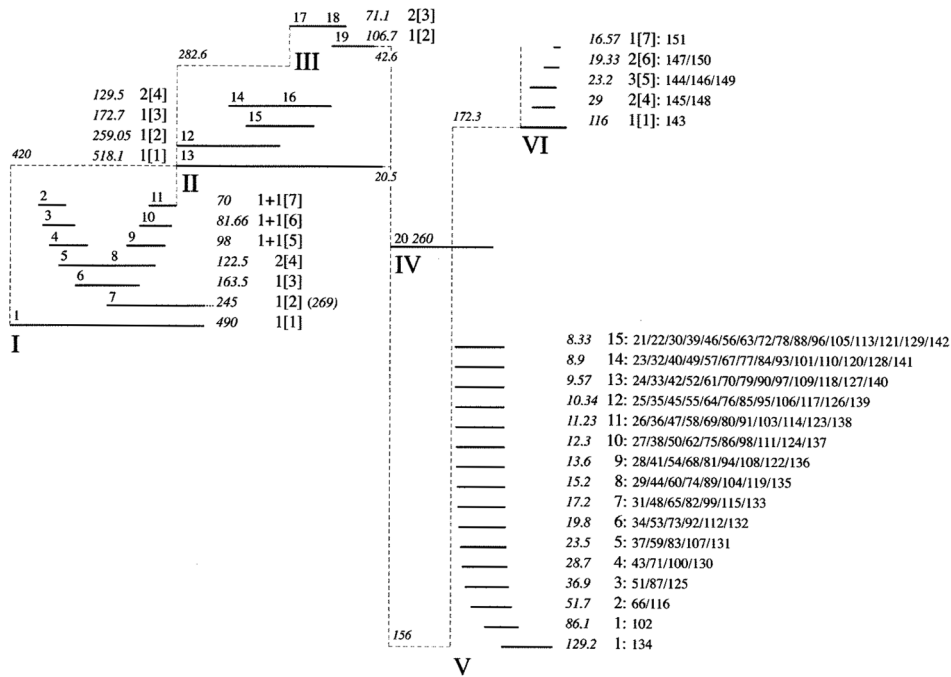 17 18 71.1 2[3]
19 106.7 1[2]
III 42.6
282.6
129.5 2[4]
14 16
172.7 1[3]
15
259.05 1[2] 12
420 518.1 1[1] 13
II 20.5
2 11 70 1+1[7]
3 10 81.66 1+1[6]
4 9 98 1+1[5]
5 8 122.5 2[4]
6 163.5 1[3]
7 245 1[2] (269)
1 490 1[1]
I
20 260
IV
16.57 1[7]: 151
19.33 2[6]: 147/150
23.2 3[5]: 144/146/149
29 2[4]: 145/148
172.3 116 1[1]: 143
VI
8.33 15: 21/22/30/39/46/56/63/72/78/88/96/105/113/121/129/142
8.9 14: 23/32/40/49/57/67/77/84/93/101/110/120/128/141
9.57 13: 24/33/42/52/61/70/79/90/97/109/118/127/140
10.34 12: 25/35/45/55/64/76/85/95/106/117/126/139
11.23 11: 26/36/47/58/69/80/91/103/114/123/138
12.3 10: 27/38/50/62/75/86/98/111/124/137
13.6 9: 28/41/54/68/81/94/108/122/136
15.2 8: 29/44/60/74/89/104/119/135
17.2 7: 31/48/65/82/99/115/133
19.8 6: 34/53/73/92/112/132
23.5 5: 37/59/83/107/131
28.7 4: 43/71/100/130
36.9 3: 51/87/125
51.7 2: 66/116
86.1 1: 102
156 129.2 1: 134
V